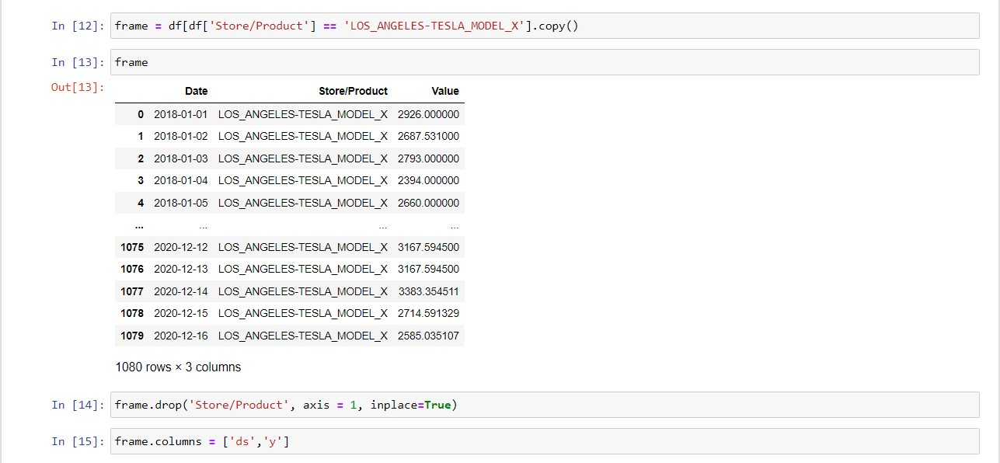 In [12]: frame = df[df['Store/Product'] == 'LOS_ANGELES-TESLA_MODEL_X'].copy()
In [13]: frame
Out[13]:
Date Store/Product Value
0 2018-01-01 LOS_ANGELES-TESLA_MODEL_X 2926.000000
1 2018-01-02 LOS_ANGELES-TESLA_MODEL_X 2687.531000
2 2018-01-03 LOS_ANGELES-TESLA_MODEL_X 2793.000000
3 2018-01-04 LOS_ANGELES-TESLA_MODEL_X 2394.000000
4 2018-01-05 LOS_ANGELES-TESLA_MODEL_X 2660.000000
... ... ... ...
1075 2020-12-12 LOS_ANGELES-TESLA_MODEL_X 3167.594500
1076 2020-12-13 LOS_ANGELES-TESLA_MODEL_X 3167.594500
1077 2020-12-14 LOS_ANGELES-TESLA_MODEL_X 3383.354511
1078 2020-12-15 LOS_ANGELES-TESLA_MODEL_X 2714.591329
1079 2020-12-16 LOS_ANGELES-TESLA_MODEL_X 2585.035107
1080 rows × 3 columns
In [14]: frame.drop('Store/Product', axis = 1, inplace=True)
In [15]: frame.columns = ['ds','y']